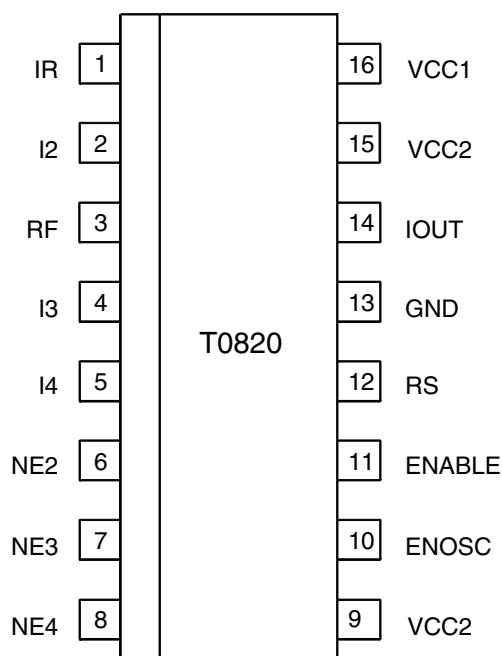 IR 1 16 VCC1
I2 2 15 VCC2
RF 3 14 IOUT
I3 4 13 GND
T0820
I4 5 12 RS
NE2 6 11 ENABLE
NE3 7 10 ENOSC
NE4 8 9 VCC2